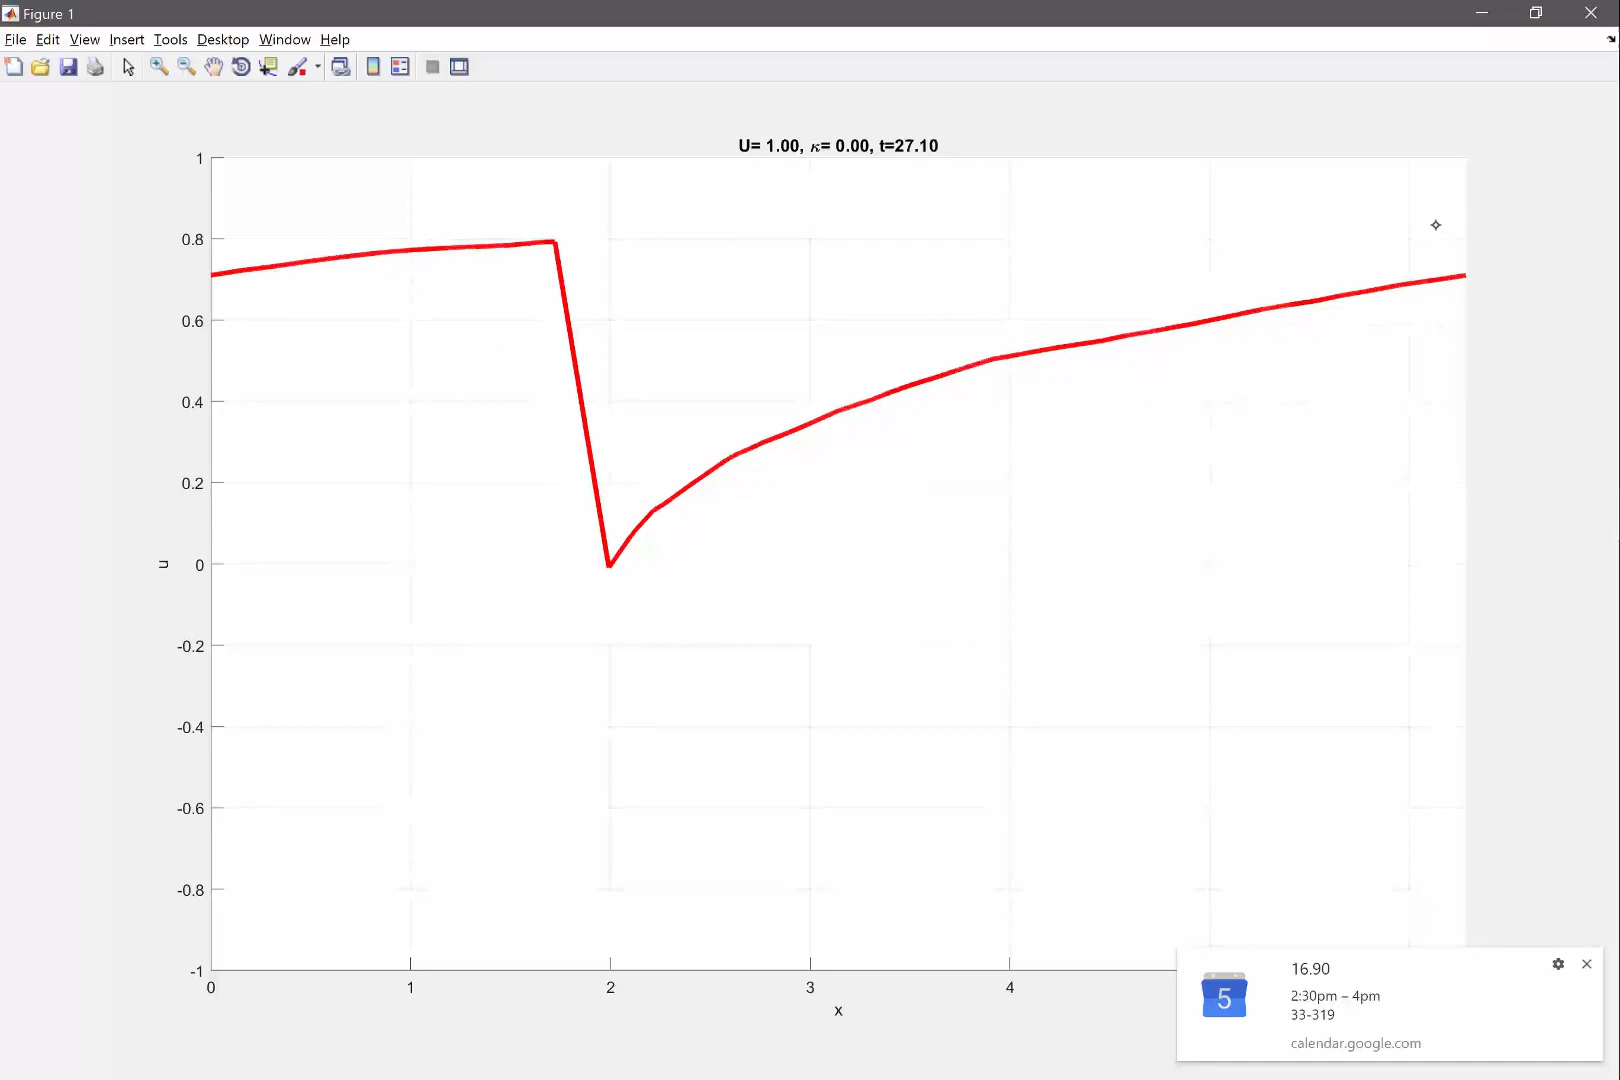 Figure 1
File Edit View Insert Tools Desktop Window Help
U= 1.00, κ= 0.00, t=27.10
1
0.8
0.6
0.4
0.2
0
-0.2
-0.4
-0.6
-0.8
-1
u
0 1 2 3 4
x
5
16.90
2:30pm – 4pm
33-319
calendar.google.com